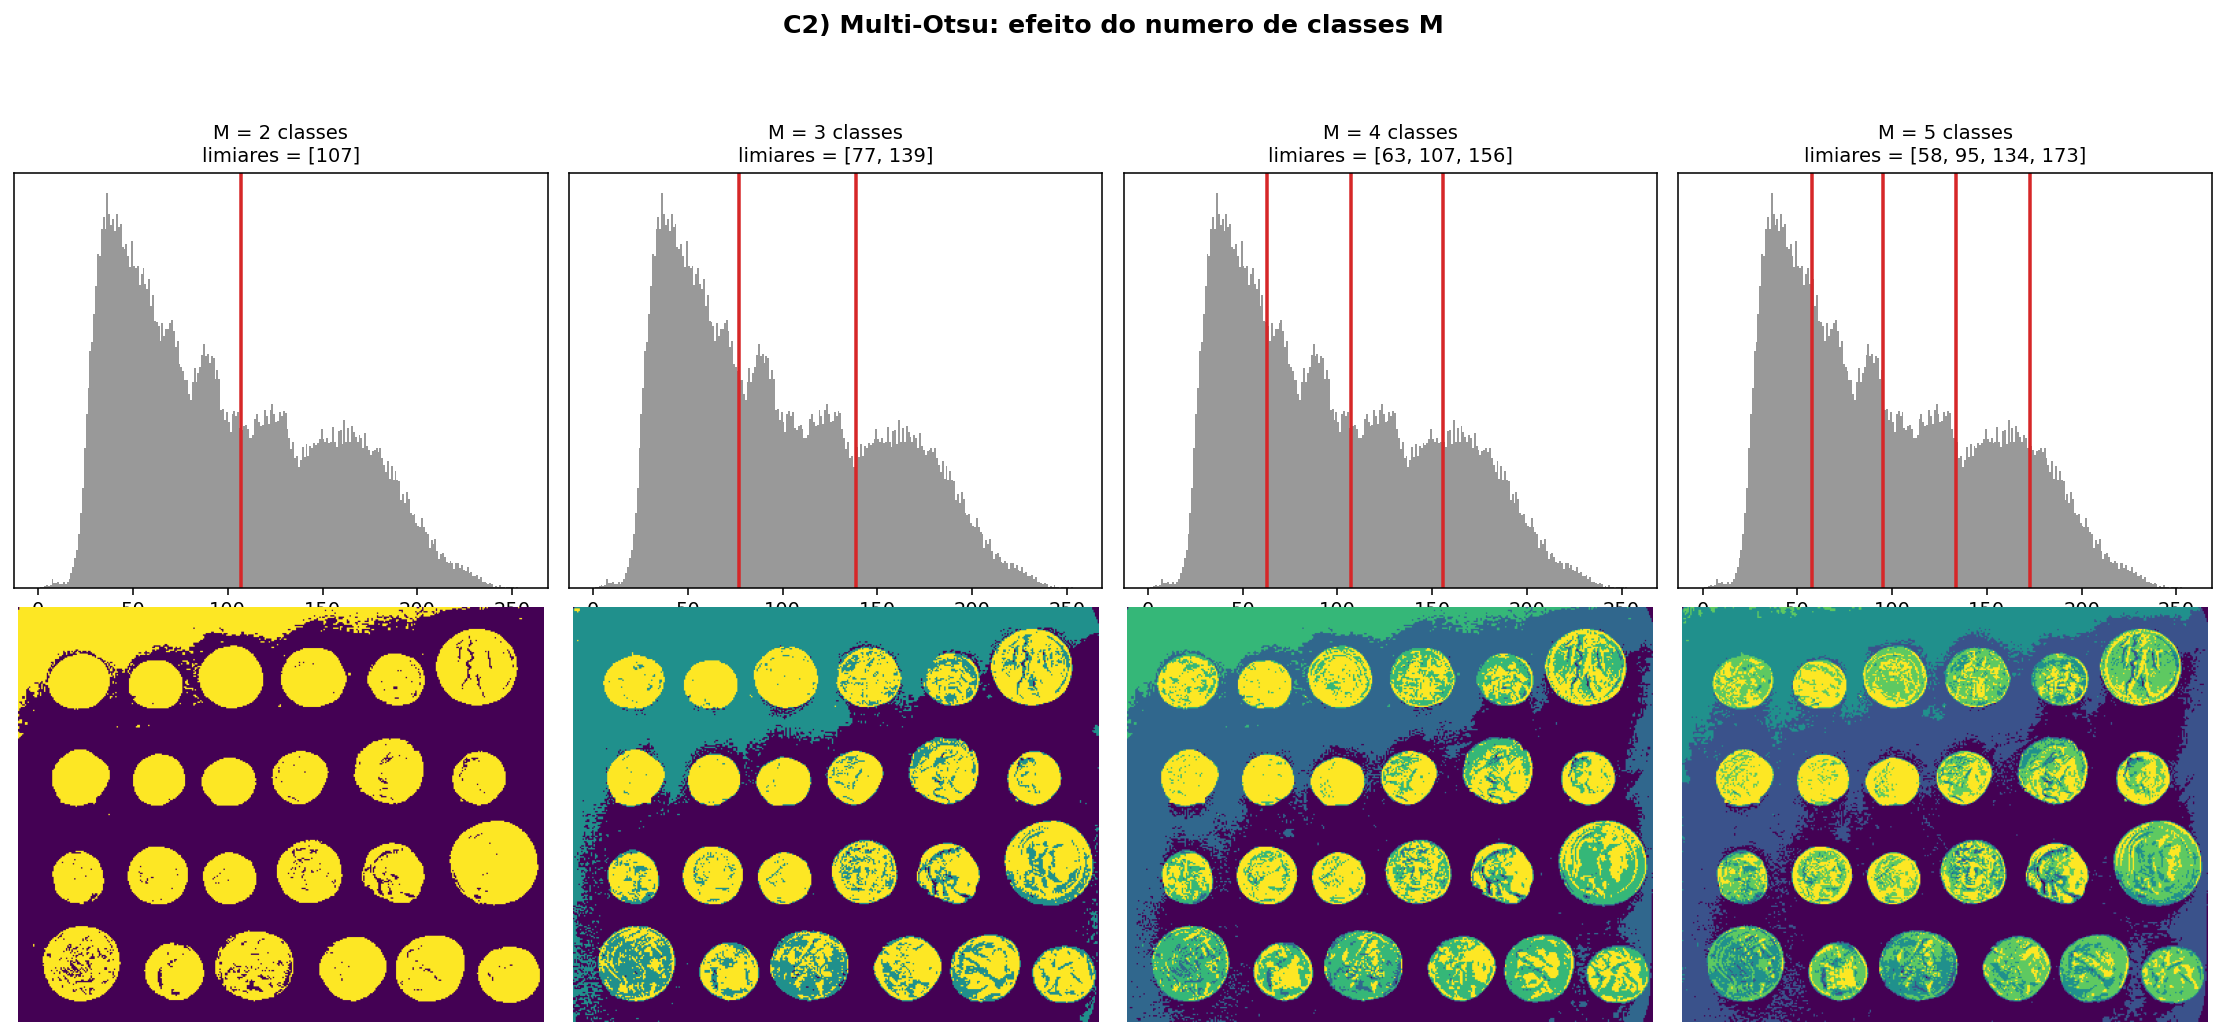 C2) Multi-Otsu: efeito do numero de classes M
M = 2 classes
limiares = [107]
M = 3 classes
limiares = [77, 139]
M = 4 classes
limiares = [63, 107, 156]
M = 5 classes
limiares = [58, 95, 134, 173]
0 50 100 150 200 250
0 50 100 150 200 250
0 50 100 150 200 250
0 50 100 150 200 250